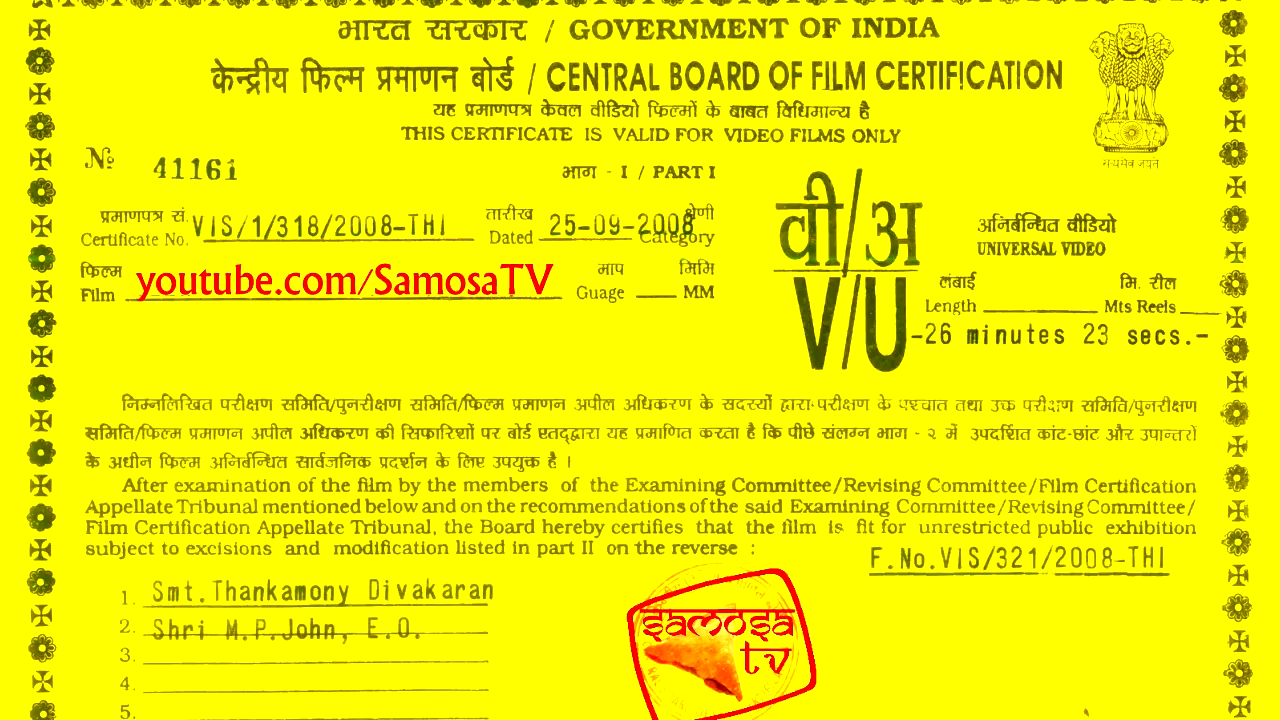 भारत सरकार / GOVERNMENT OF INDIA
केन्द्रीय फिल्म प्रमाणन बोर्ड / CENTRAL BOARD OF FILM CERTIFICATION
यह प्रमाणपत्र केवल वीडियो फिल्मों के बाबत विधिमान्य है
THIS CERTIFICATE IS VALID FOR VIDEO FILMS ONLY
सत्यमेव जयते
№ 41161
भाग - I / PART I
प्रमाणपत्र सं. VIS/1/318/2008-THI तारीख 25-09-2008 श्रेणी
Certificate No. Dated Category
वी/अ
V/U
अनिर्बन्धित वीडियो
UNIVERSAL VIDEO
फिल्म youtube.com/SamosaTV माप मिमि
Film Guage MM
लंबाई मि. रील
Length Mts Reels
-26 minutes 23 secs.-
निम्नलिखित परीक्षण समिति/पुनरीक्षण समिति/फिल्म प्रमाणन अपील अधिकरण के सदस्यों द्वारा परीक्षण के पश्चात तथा उक्त परीक्षण समिति/पुनरीक्षण
समिति/फिल्म प्रमाणन अपील अधिकरण की सिफारिशों पर बोर्ड एतद्द्वारा यह प्रमाणित करता है कि पीछे संलग्न भाग - २ में उपदर्शित कांट-छांट और उपान्तरों
के अधीन फिल्म अनिर्बन्धित सार्वजनिक प्रदर्शन के लिए उपयुक्त है ।
After examination of the film by the members of the Examining Committee/Revising Committee/Film Certification
Appellate Tribunal mentioned below and on the recommendations of the said Examining Committee/Revising Committee/
Film Certification Appellate Tribunal, the Board hereby certifies that the film is fit for unrestricted public exhibition
subject to excisions and modification listed in part II on the reverse :
F.No.VIS/321/2008-THI
1. Smt.Thankamony Divakaran
2. Shri M.P.John, E.O.
3.
4.
5.
samosa
tv